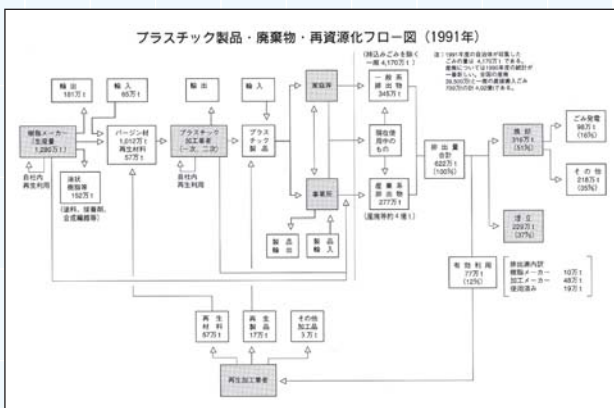 プラスチック製品・廃棄物・再資源化フロー図（1991年）
輸出
181万t
輸入
65万t
樹脂メーカー
(生産量
1,280万t)
自社内
再生利用
液状
樹脂等
152万t
(塗料、接着剤、
合成繊維等)
バージン材
1,012万t
再生材料
57万t
輸出
輸入
プラスチック
加工業者
(一次、二次)
自社内
再生利用
プラスチック
製品
家庭用
事業所
製品
輸出
製品
輸入
(持込みごみを除く
一廃 4,170万t)
一般系
排出物
345万t
現在使用
中のもの
産業系
排出物
277万t
(産廃等約4億t)
排出量
合計
622万t
(100%)
焼却
316万t
(51%)
ごみ発電
98万t
(16%)
その他
218万t
(35%)
埋立
229万t
(37%)
有効利用
77万t
(12%)
排出源内訳
樹脂メーカー 10万t
加工メーカー 48万t
使用済み 19万t
再生
材料
57万t
再生
製品
17万t
その他
加工品
3万t
再生加工業者